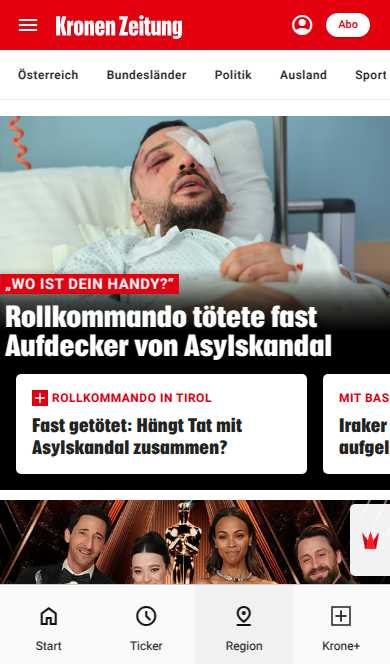 Kronen Zeitung
Abo
Österreich Bundesländer Politik Ausland Sport
„WO IST DEIN HANDY?“
Rollkommando tötete fast
Aufdecker von Asylskandal
ROLLKOMMANDO IN TIROL
Fast getötet: Hängt Tat mit
Asylskandal zusammen?
MIT BAS
Iraker
aufgel
Start Ticker Region Krone+